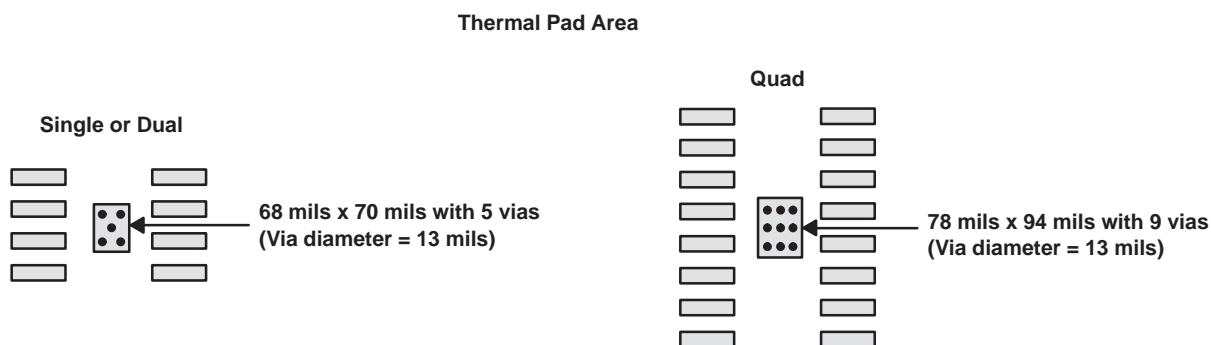 Thermal Pad Area
Single or Dual
68 mils x 70 mils with 5 vias
(Via diameter = 13 mils)
Quad
78 mils x 94 mils with 9 vias
(Via diameter = 13 mils)